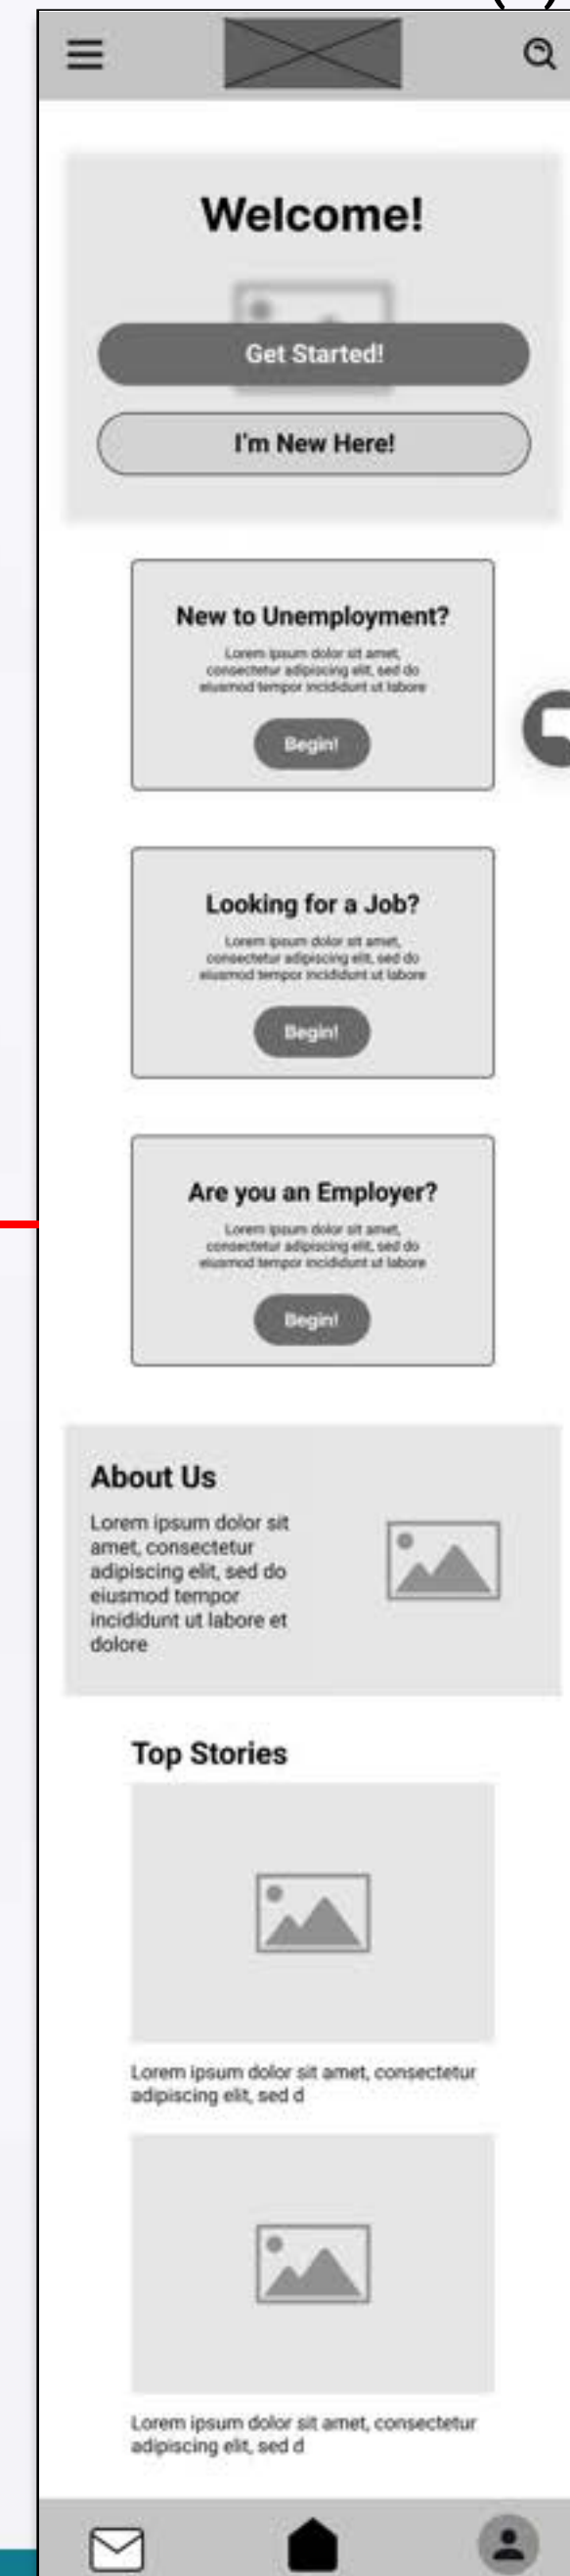 Welcome!
Get Started!
I'm New Here!
New to Unemployment?
Lorem ipsum dolor sit amet,
consectetur adipiscing elit, sed do
eiusmod tempor incididunt ut labore
Begin!
Looking for a Job?
Lorem ipsum dolor sit amet,
consectetur adipiscing elit, sed do
eiusmod tempor incididunt ut labore
Begin!
Are you an Employer?
Lorem ipsum dolor sit amet,
consectetur adipiscing elit, sed do
eiusmod tempor incididunt ut labore
Begin!
About Us
Lorem ipsum dolor sit
amet, consectetur
adipiscing elit, sed do
eiusmod tempor
incididunt ut labore et
dolore
Top Stories
Lorem ipsum dolor sit amet, consectetur
adipiscing elit, sed d
Lorem ipsum dolor sit amet, consectetur
adipiscing elit, sed d